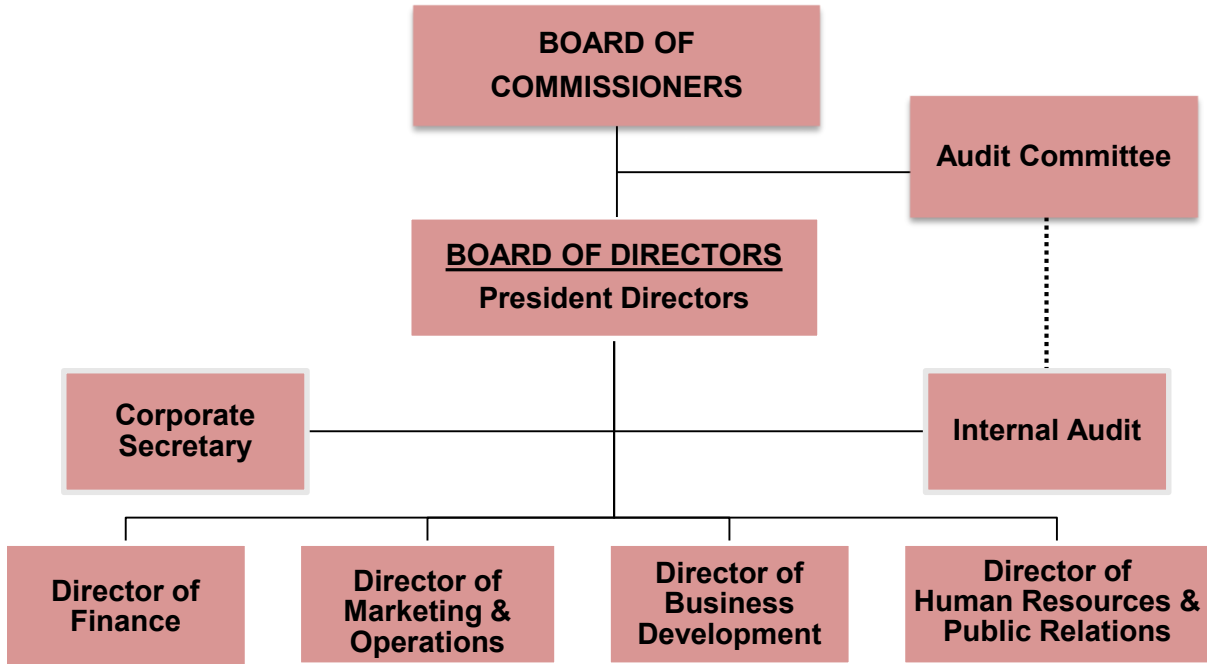 BOARD OF
COMMISSIONERS
Audit Committee
BOARD OF DIRECTORS
President Directors
Corporate
Secretary
Internal Audit
Director of
Finance
Director of
Marketing &
Operations
Director of
Business
Development
Director of
Human Resources &
Public Relations